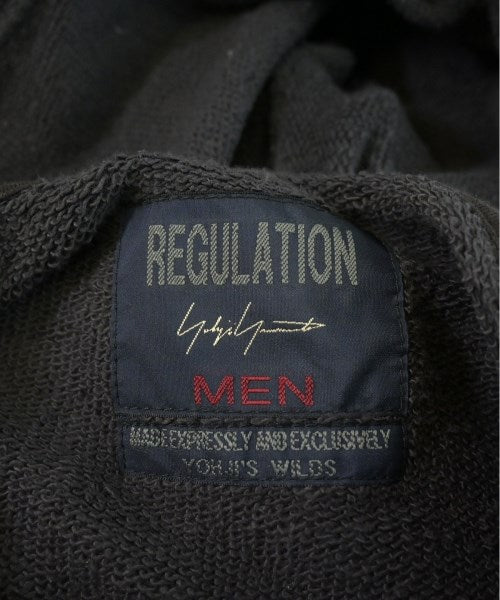 REGULATION
Yohji Yamamoto
MEN
MADE EXPRESSLY AND EXCLUSIVELY
YOHJI'S WILDS